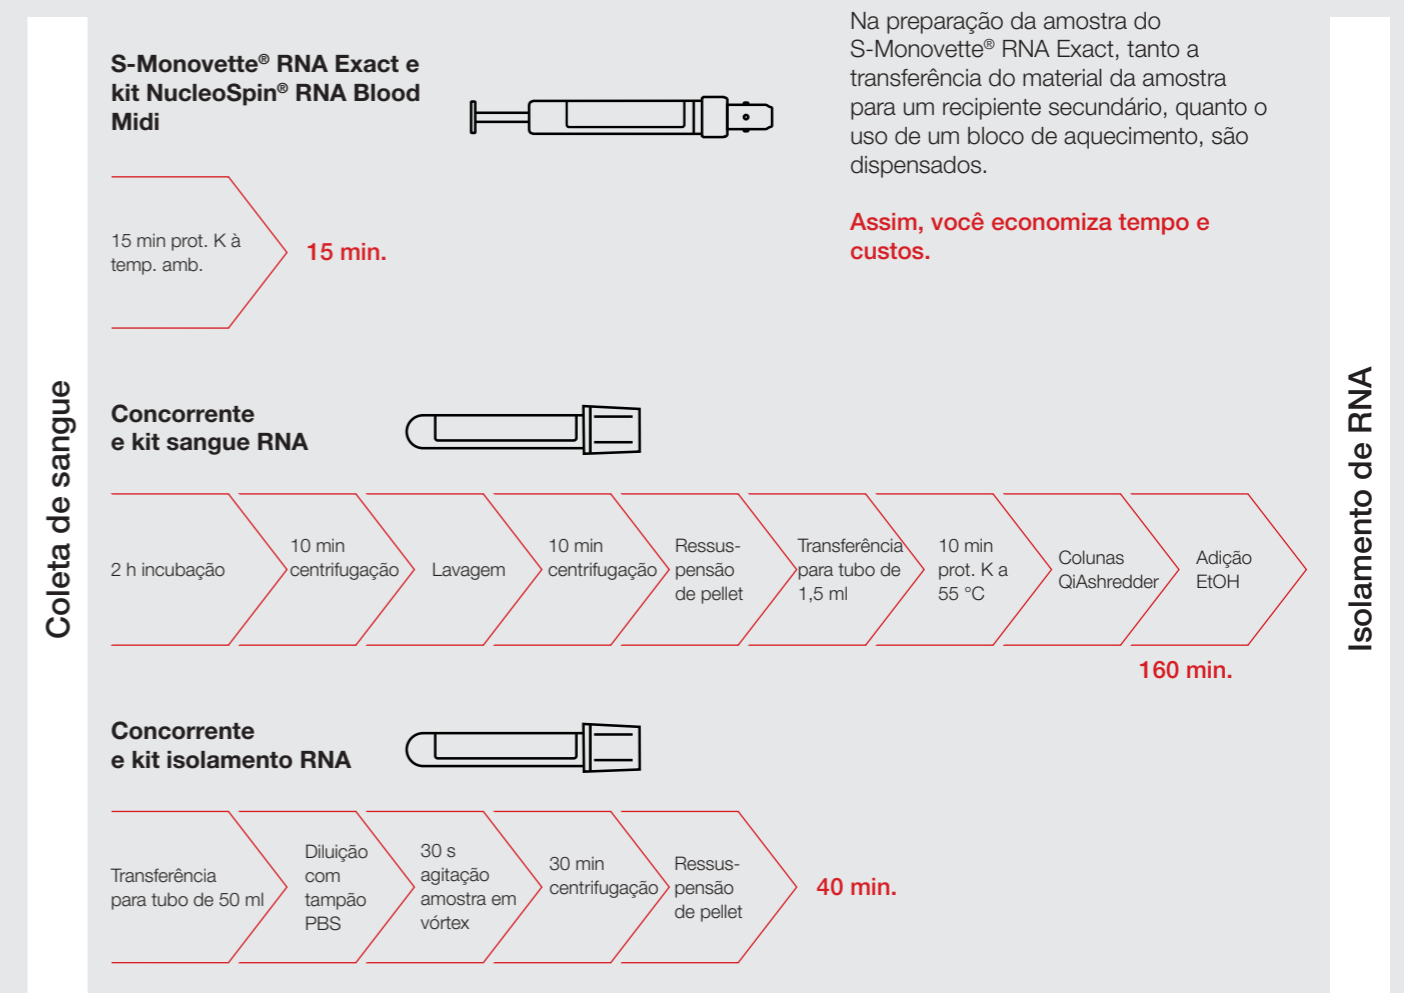 Coleta de sangue
S-Monovette® RNA Exact e
kit NucleoSpin® RNA Blood
Midi
Na preparação da amostra do
S-Monovette® RNA Exact, tanto a
transferência do material da amostra
para um recipiente secundário, quanto o
uso de um bloco de aquecimento, são
dispensados.
Assim, você economiza tempo e
custos.
15 min prot. K à
temp. amb.
15 min.
Concorrente
e kit sangue RNA
2 h incubação
10 min
centrifugação
Lavagem
10 min
centrifugação
Ressus-
pensão
de pellet
Transferência
para tubo de
1,5 ml
10 min
prot. K a
55 °C
Colunas
QiAshredder
Adição
EtOH
160 min.
Concorrente
e kit isolamento RNA
Transferência
para tubo de 50 ml
Diluição
com
tampão
PBS
30 s
agitação
amostra em
vórtex
30 min
centrifugação
Ressus-
pensão
de pellet
40 min.
Isolamento de RNA